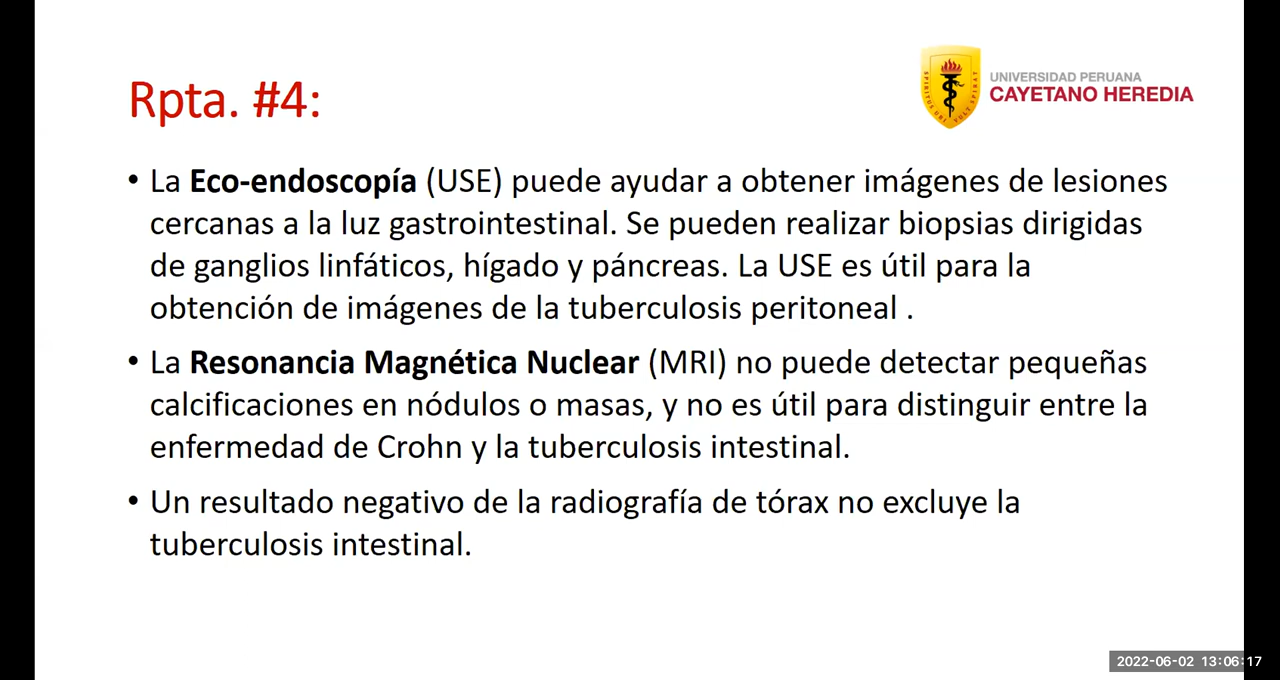 Rpta. #4:
UNIVERSIDAD PERUANA
CAYETANO HEREDIA
• La Eco-endoscopía (USE) puede ayudar a obtener imágenes de lesiones
cercanas a la luz gastrointestinal. Se pueden realizar biopsias dirigidas
de ganglios linfáticos, hígado y páncreas. La USE es útil para la
obtención de imágenes de la tuberculosis peritoneal .
• La Resonancia Magnética Nuclear (MRI) no puede detectar pequeñas
calcificaciones en nódulos o masas, y no es útil para distinguir entre la
enfermedad de Crohn y la tuberculosis intestinal.
• Un resultado negativo de la radiografía de tórax no excluye la
tuberculosis intestinal.
2022-06-02 13:06:17